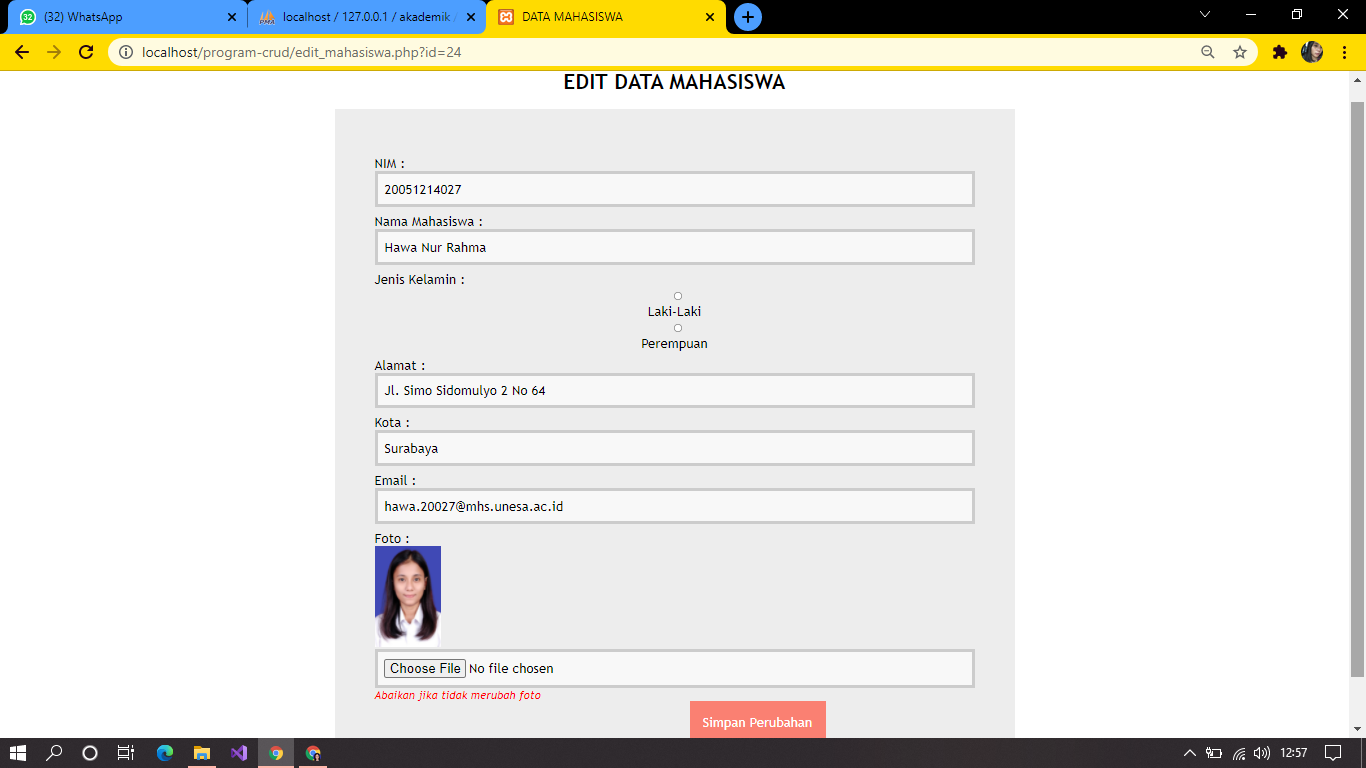 (32) WhatsApp
localhost / 127.0.0.1 / akademik /
DATA MAHASISWA
localhost/program-crud/edit_mahasiswa.php?id=24
EDIT DATA MAHASISWA
NIM :
20051214027
Nama Mahasiswa :
Hawa Nur Rahma
Jenis Kelamin :
Laki-Laki
Perempuan
Alamat :
Jl. Simo Sidomulyo 2 No 64
Kota :
Surabaya
Email :
hawa.20027@mhs.unesa.ac.id
Foto :
Choose File No file chosen
Abaikan jika tidak merubah foto
Simpan Perubahan
12:57